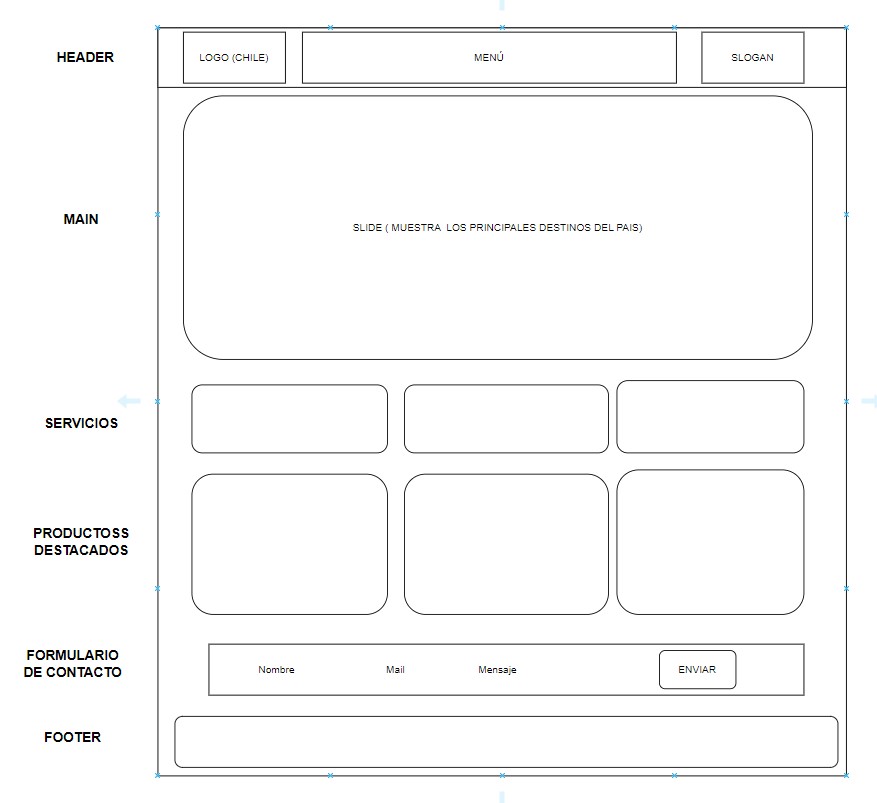 HEADER
LOGO (CHILE)
MENÚ
SLOGAN
MAIN
SLIDE ( MUESTRA LOS PRINCIPALES DESTINOS DEL PAIS)
SERVICIOS
PRODUCTOSS
DESTACADOS
FORMULARIO
DE CONTACTO
Nombre
Mail
Mensaje
ENVIAR
FOOTER